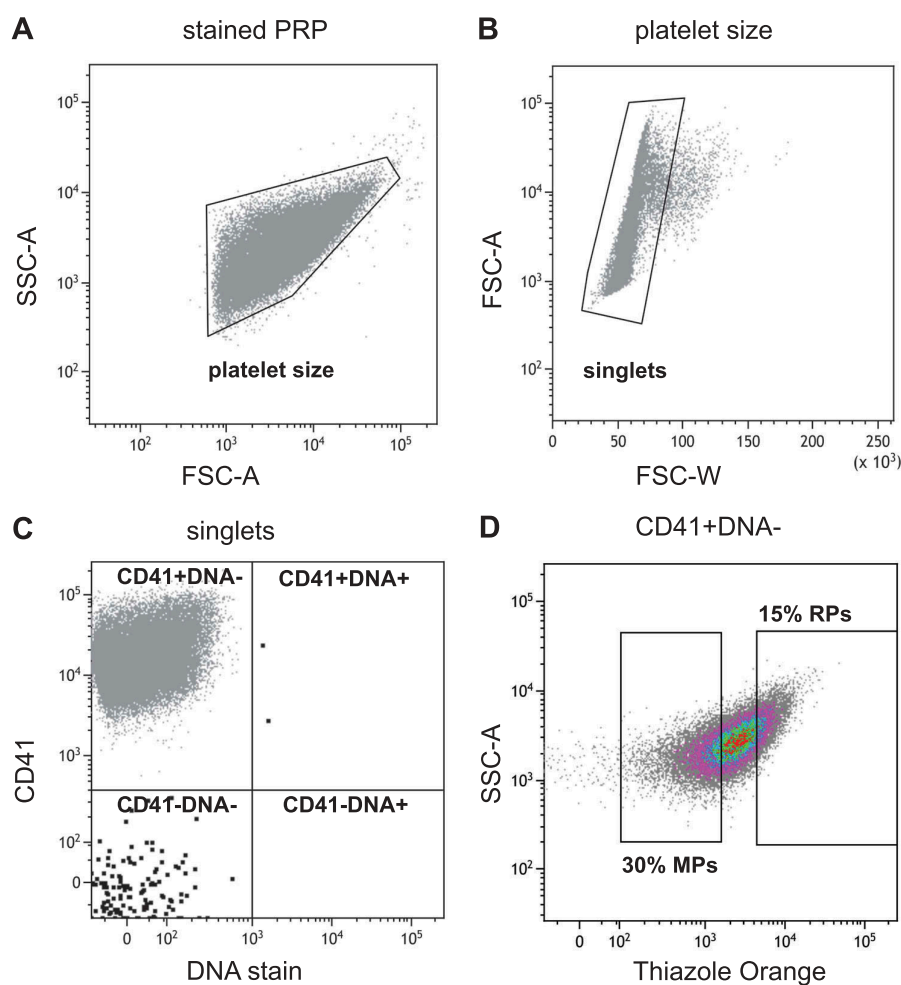 A
stained PRP
SSC-A
10^5
10^4
10^3
10^2
platelet size
10^2 10^3 10^4 10^5
FSC-A
B
platelet size
FSC-A
10^5
10^4
10^3
10^2
singlets
0 50 100 150 200 250
(x 10^3)
FSC-W
C
singlets
CD41
CD41+DNA- CD41+DNA+
10^5
10^4
10^3
CD41-DNA- CD41-DNA+
10^2
0
0 10^2 10^3 10^4 10^5
DNA stain
D
CD41+DNA-
SSC-A
10^5
15% RPs
10^4
10^3
30% MPs
10^2
0 10^2 10^3 10^4 10^5
Thiazole Orange